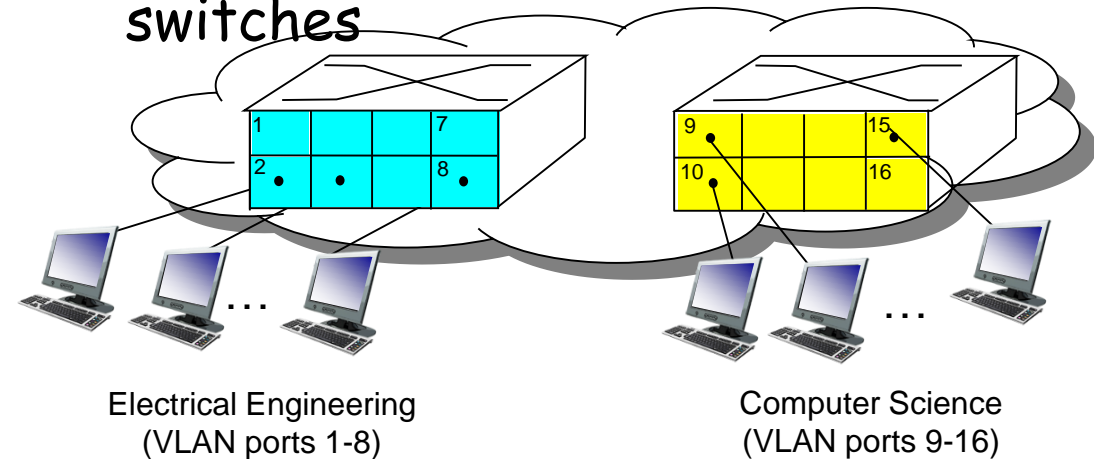 switches
1
7
2
8
9
15
10
16
...
...
Electrical Engineering
(VLAN ports 1-8)
Computer Science
(VLAN ports 9-16)